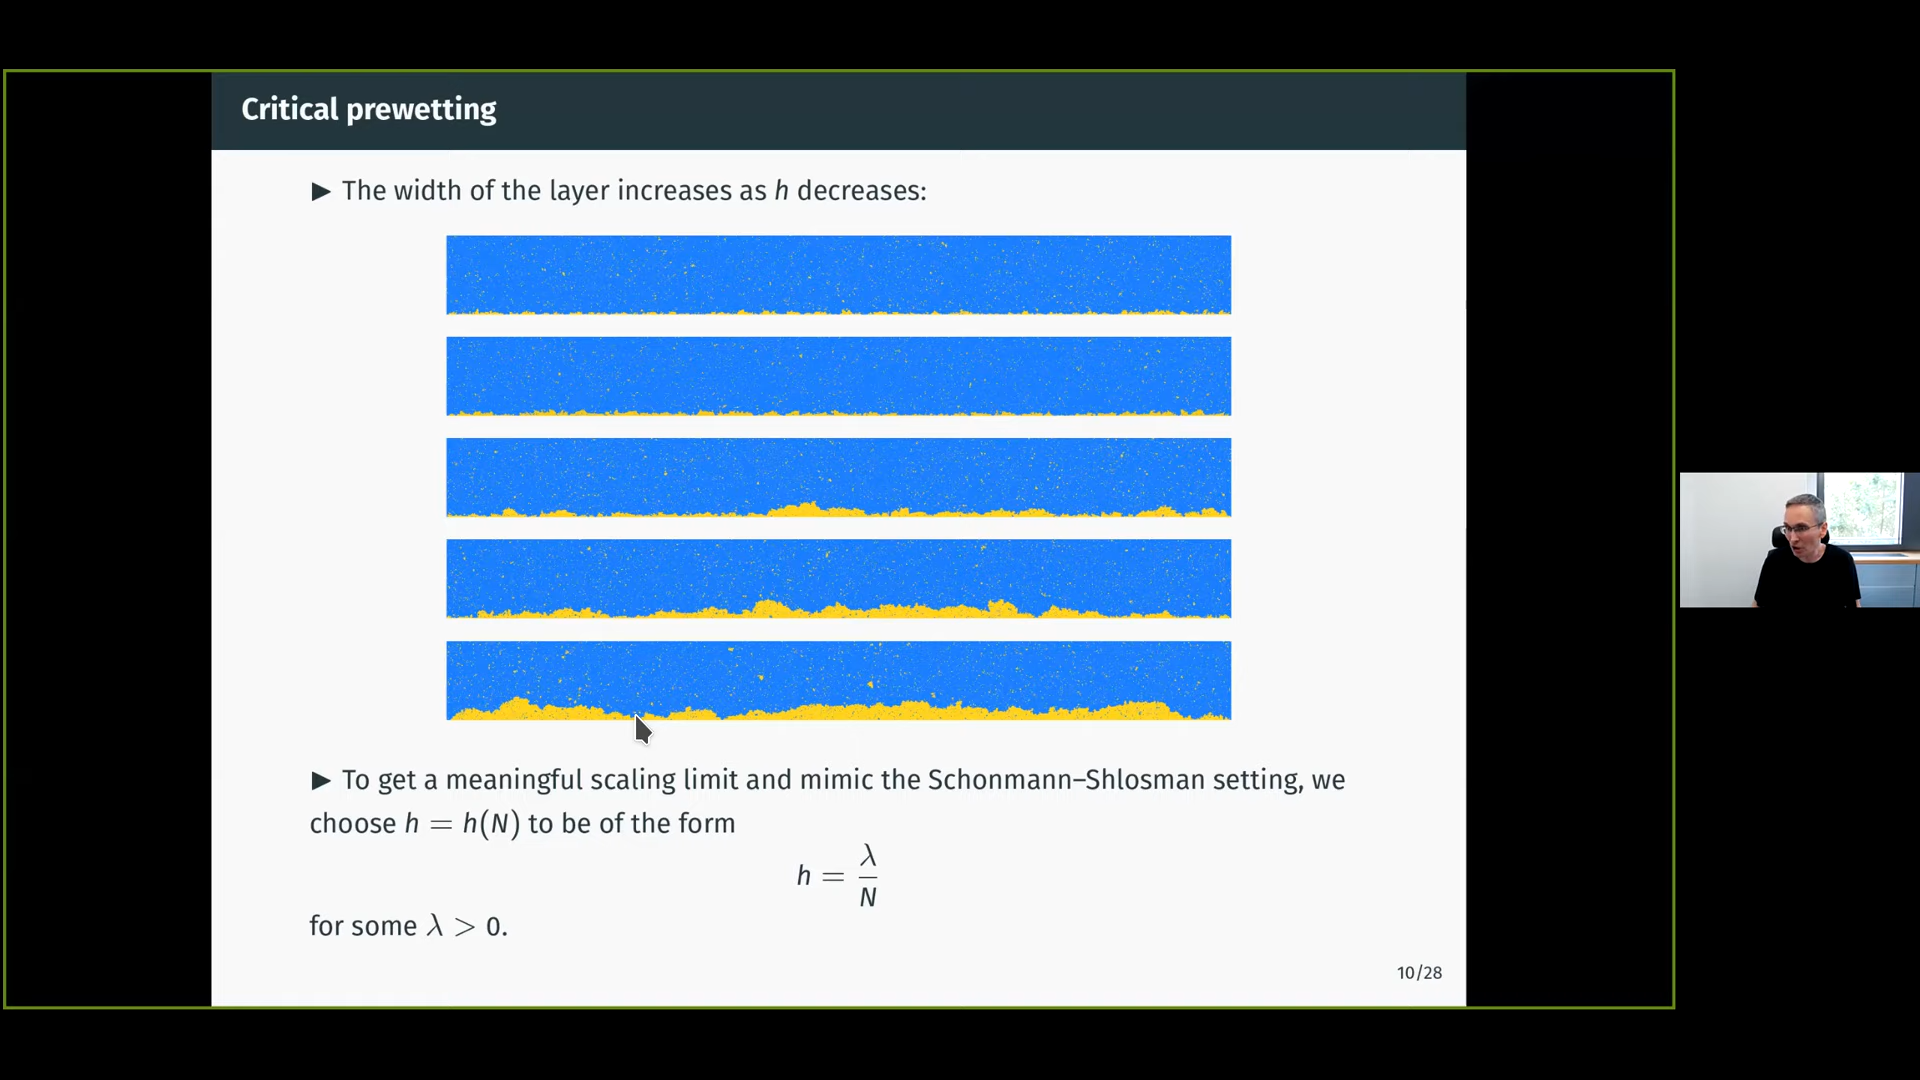 Critical prewetting
▶ The width of the layer increases as h decreases:
▶ To get a meaningful scaling limit and mimic the Schonmann–Shlosman setting, we
choose h = h(N) to be of the form
h = λ/N
for some λ > 0.
10/28